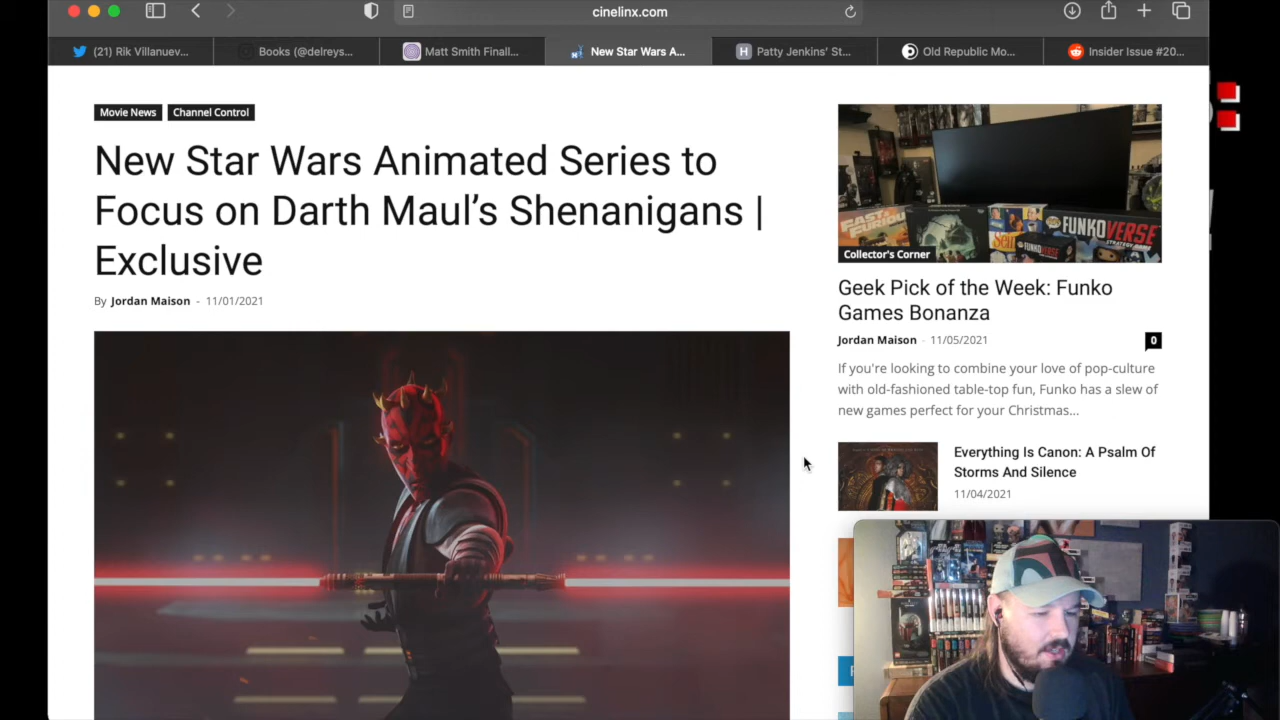 cinelinx.com
(21) Rik Villanuev...
Books (@delreys...
Matt Smith Finall...
New Star Wars A...
Patty Jenkins' St...
Old Republic Mo...
Insider Issue #20...
Movie News
Channel Control
New Star Wars Animated Series to
Focus on Darth Maul's Shenanigans |
Exclusive
By Jordan Maison - 11/01/2021
FAST & FURIOUS
FUNKOVERSE
FUNKOVERSE
Collector's Corner
Geek Pick of the Week: Funko
Games Bonanza
Jordan Maison - 11/05/2021
0
If you're looking to combine your love of pop-culture
with old-fashioned table-top fun, Funko has a slew of
new games perfect for your Christmas...
Everything Is Canon: A Psalm Of
Storms And Silence
11/04/2021